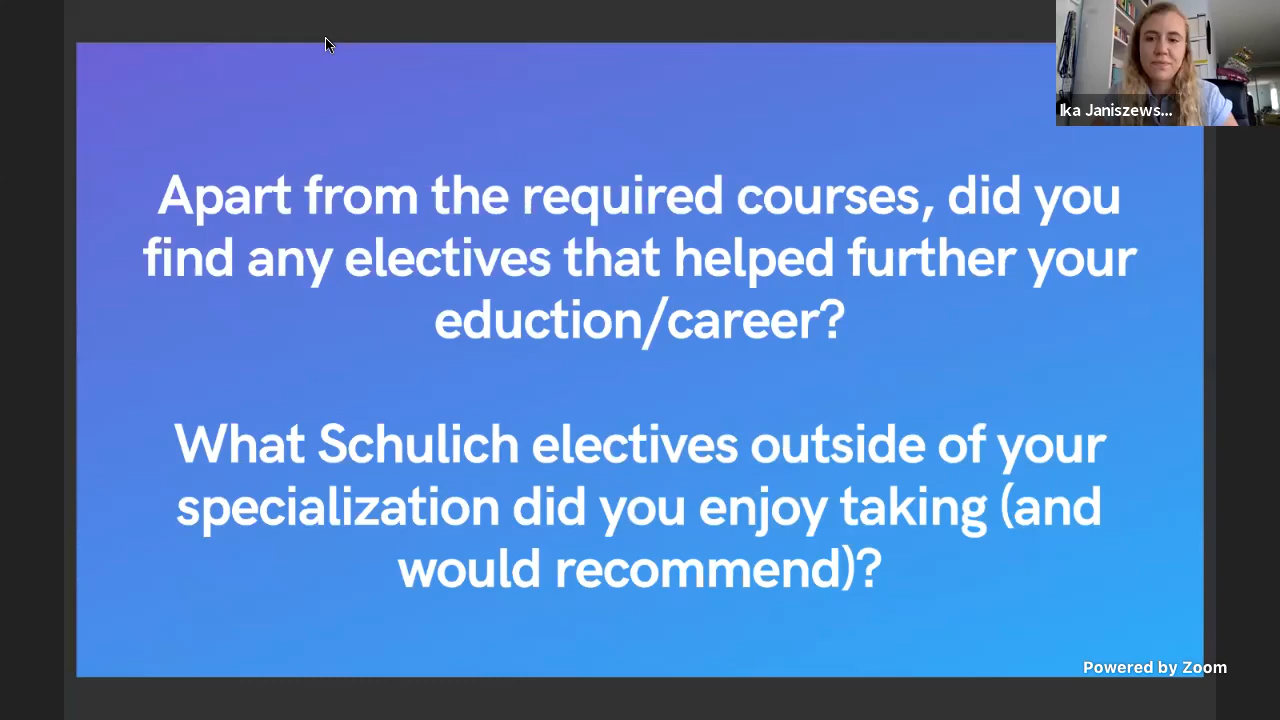 Ika Janiszews...
Apart from the required courses, did you
find any electives that helped further your
eduction/career?
What Schulich electives outside of your
specialization did you enjoy taking (and
would recommend)?
Powered by Zoom